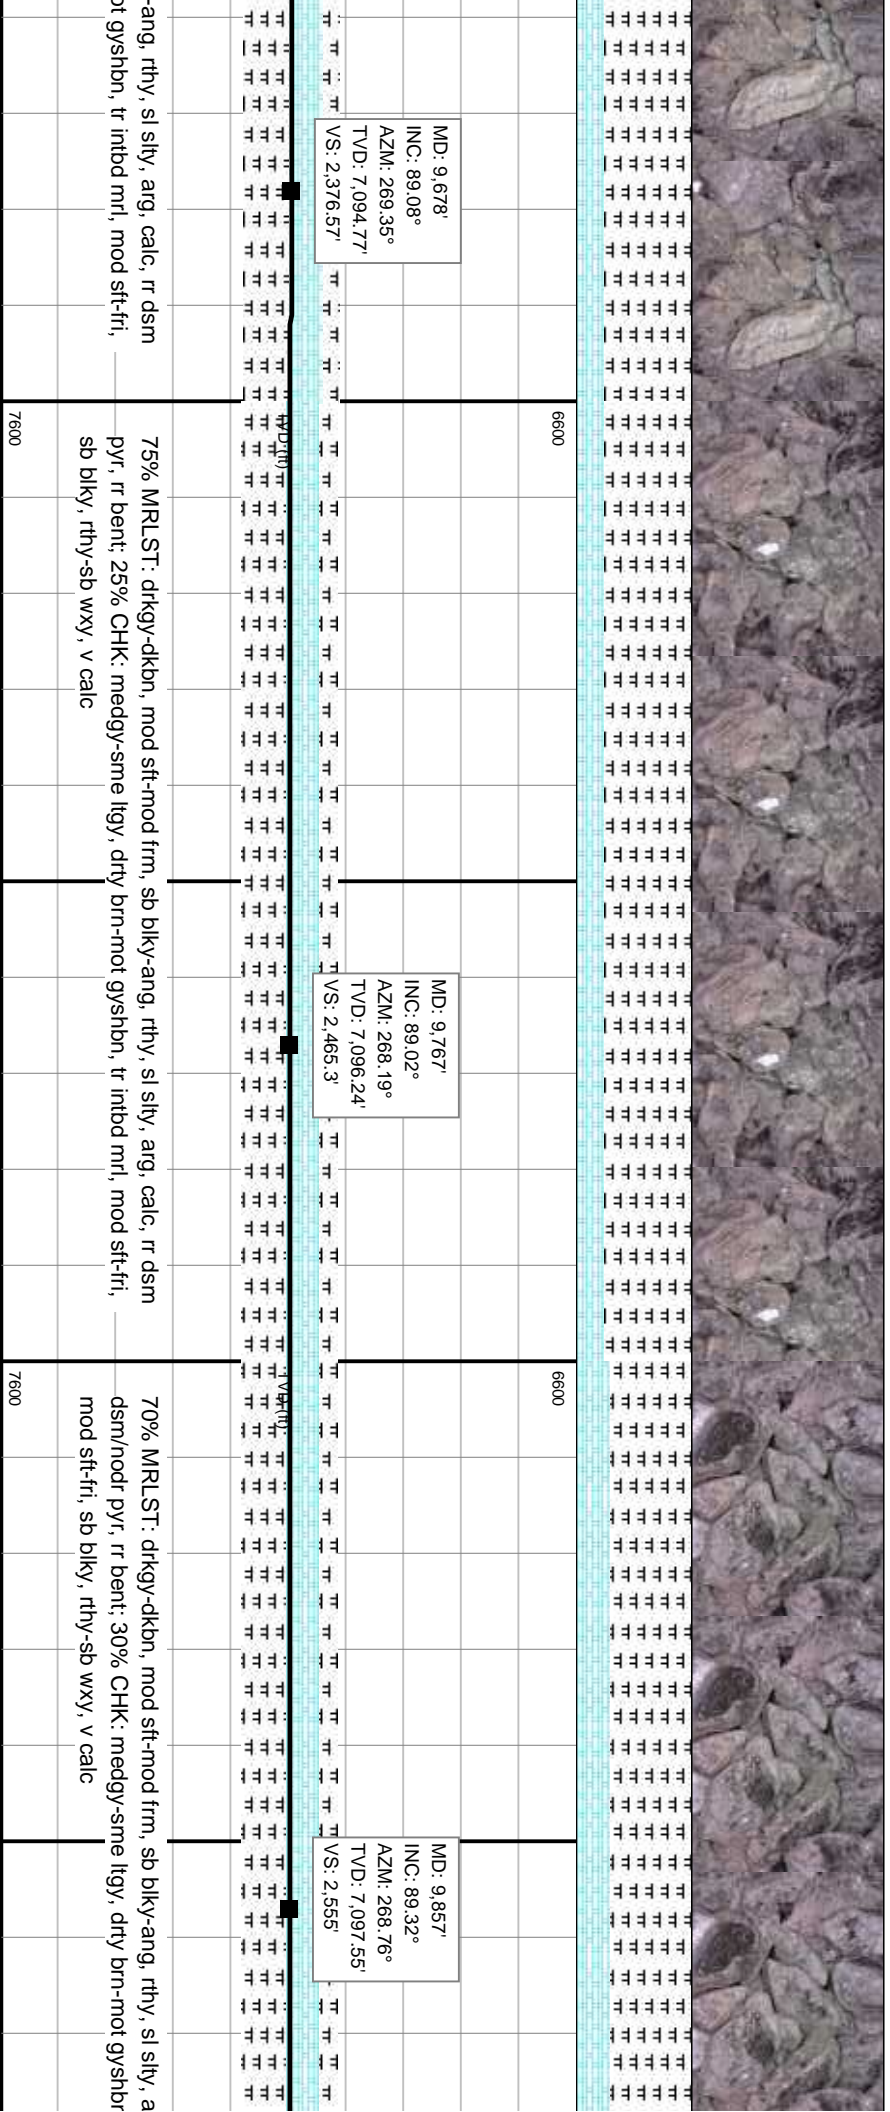 -ang, rthy, sl slty, arg, calc, rr dsm
ot gyshbn, tr intbd mrl, mod sft-fri,
MD: 9,678'
INC: 89.08°
AZM: 269.35°
TVD: 7,094.77'
VS: 2,376.57'
6600
TVD (ft)
7600
75% MRLST: drkgy-dkbn, mod sft-mod frm, sb blky-ang, rthy, sl slty, arg, calc, rr dsm
pyr, rr bent; 25% CHK: medgy-sme ltgy, drty brn-mot gyshbn, tr intbd mrl, mod sft-fri,
sb blky, rthy-sb wxy, v calc
MD: 9,767'
INC: 89.02°
AZM: 268.19°
TVD: 7,096.24'
VS: 2,465.3'
6600
TVD (ft)
7600
70% MRLST: drkgy-dkbn, mod sft-mod frm, sb blky-ang, rthy, sl slty, a
dsm/nodr pyr, rr bent; 30% CHK: medgy-sme ltgy, drty brn-mot gyshbn
mod sft-fri, sb blky, rthy-sb wxy, v calc
MD: 9,857'
INC: 89.32°
AZM: 268.76°
TVD: 7,097.55'
VS: 2,555'